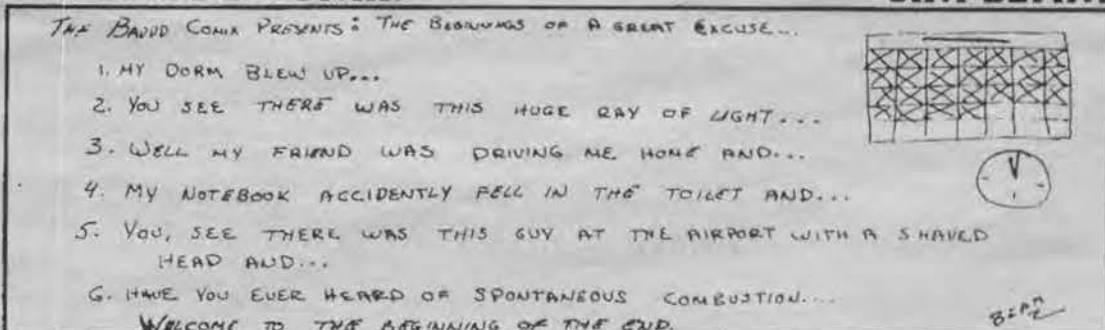 THE BAUDD COMIX PRESENTS: THE BEGINNINGS OF A GREAT EXCUSE...
1. MY DORM BLEW UP...
2. YOU SEE THERE WAS THIS HUGE RAY OF LIGHT....
3. WELL MY FRIEND WAS DRIVING ME HOME AND...
4. MY NOTEBOOK ACCIDENTLY FELL IN THE TOILET AND...
5. YOU, SEE THERE WAS THIS GUY AT THE AIRPORT WITH A SHAVED
HEAD AND...
6. HAVE YOU EVER HEARD OF SPONTANEOUS COMBUSTION....
WELCOME TO THE BEGINNING OF THE END.